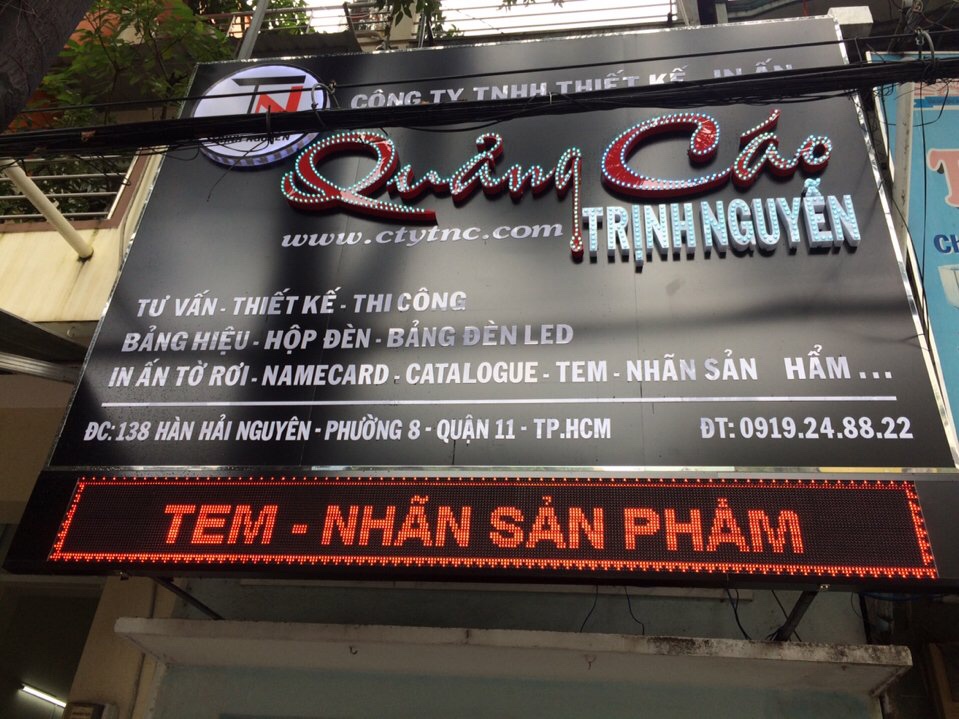 TN
CÔNG TY TNHH THIẾT KẾ - IN ẤN
Quảng Cáo
TRỊNH NGUYỄN
www.ctytnc.com
TƯ VẤN - THIẾT KẾ - THI CÔNG
BẢNG HIỆU - HỘP ĐÈN - BẢNG ĐÈN LED
IN ẤN TỜ RƠI - NAMECARD - CATALOGUE - TEM - NHÃN SẢN HẨM ...
ĐC: 138 HÀN HẢI NGUYÊN - PHƯỜNG 8 - QUẬN 11 - TP.HCM ĐT: 0919.24.88.22
TEM - NHÃN SẢN PHẨM